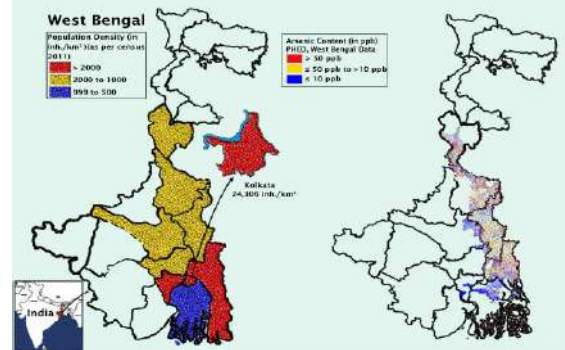 West Bengal
Population Density (in
inh./km²)(as per census
2011)
> 2000
2000 to 1000
999 to 500
Arsenic Content (in ppb)
PHED, West Bengal Data
> 50 ppb
≤ 50 ppb to >10 ppb
< 10 ppb
Kolkata
24,306 inh./km²
India